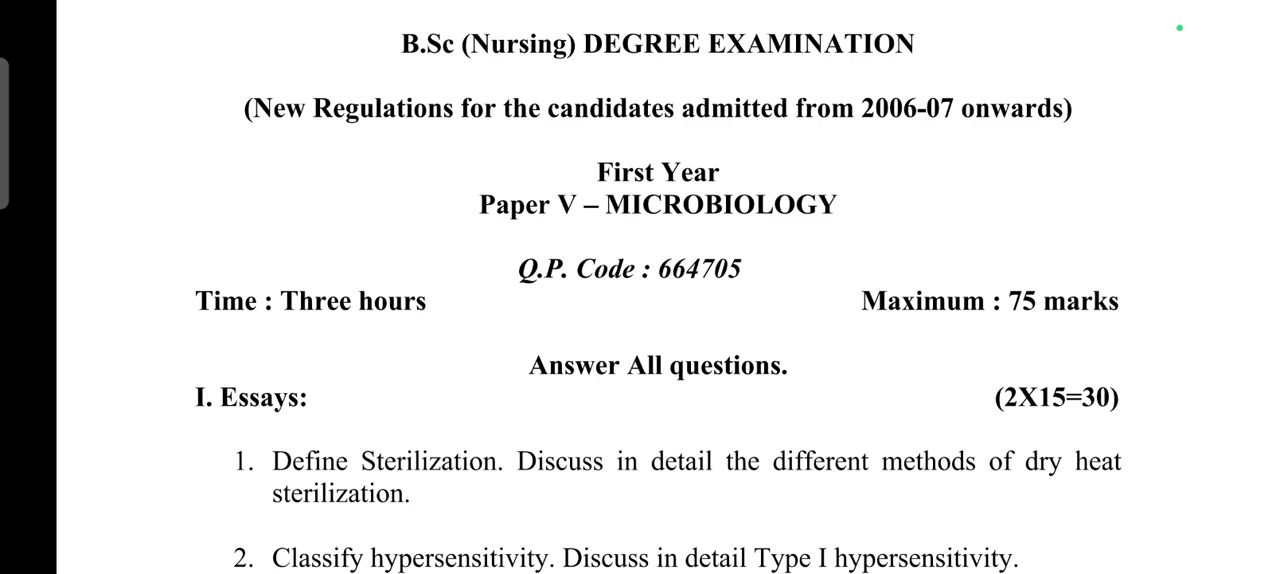 B.Sc (Nursing) DEGREE EXAMINATION
(New Regulations for the candidates admitted from 2006-07 onwards)
First Year
Paper V – MICROBIOLOGY
Q.P. Code : 664705
Time : Three hours Maximum : 75 marks
Answer All questions.
I. Essays: (2X15=30)
1. Define Sterilization. Discuss in detail the different methods of dry heat
sterilization.
2. Classify hypersensitivity. Discuss in detail Type I hypersensitivity.